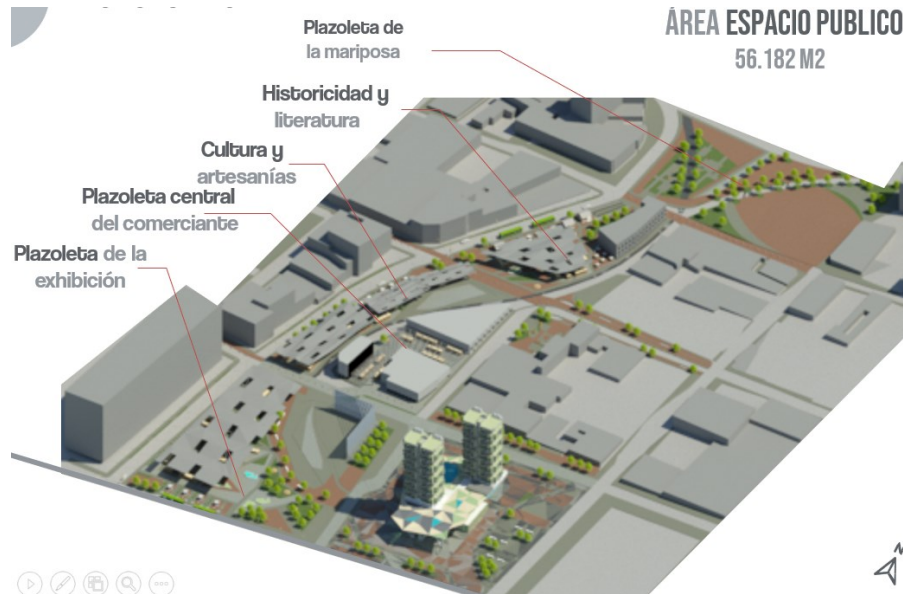 ÁREA ESPACIO PUBLICO
56.182 M2
Plazoleta de
la mariposa
Historicidad y
literatura
Cultura y
artesanías
Plazoleta central
del comerciante
Plazoleta de la
exhibición
N